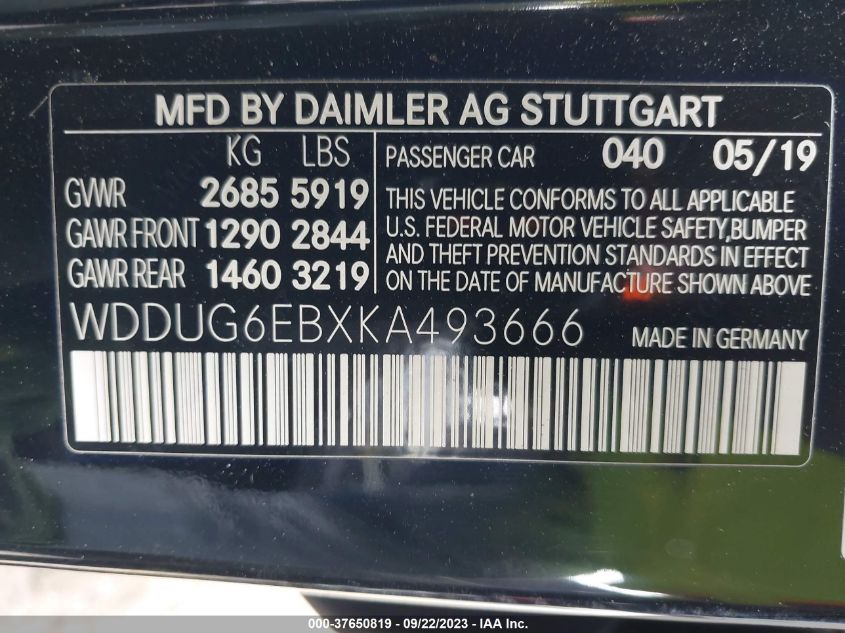 MFD BY DAIMLER AG STUTTGART
KG LBS
GVWR 2685 5919
GAWR FRONT 1290 2844
GAWR REAR 1460 3219
PASSENGER CAR 040 05/19
THIS VEHICLE CONFORMS TO ALL APPLICABLE
U.S. FEDERAL MOTOR VEHICLE SAFETY,BUMPER
AND THEFT PREVENTION STANDARDS IN EFFECT
ON THE DATE OF MANUFACTURE SHOWN ABOVE
WDDUG6EBXKA493666 MADE IN GERMANY
000-37650819 - 09/22/2023 - IAA Inc.